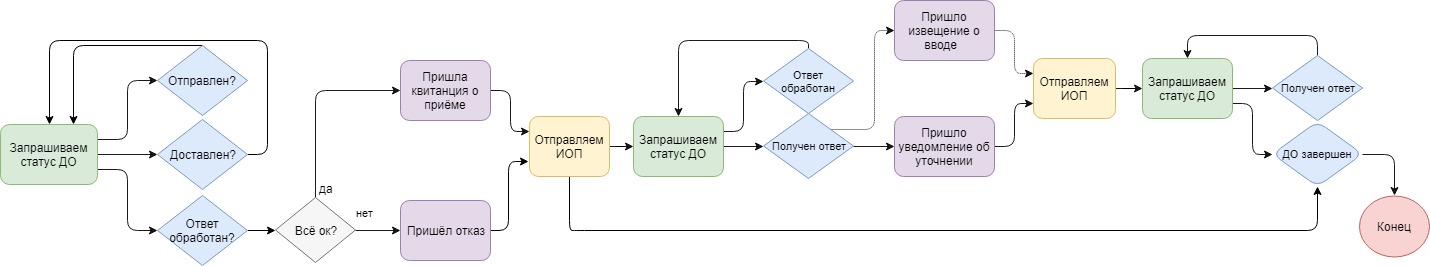 Запрашиваем
статус ДО
Отправлен?
Доставлен?
Ответ
обработан?
Всё ок?
да
нет
Пришла
квитанция о
приёме
Пришёл отказ
Отправляем
ИОП
Запрашиваем
статус ДО
Ответ
обработан
Получен ответ
Пришло
извещение о
вводе
Пришло
уведомление об
уточнении
Отправляем
ИОП
Запрашиваем
статус ДО
Получен ответ
ДО завершен
Конец